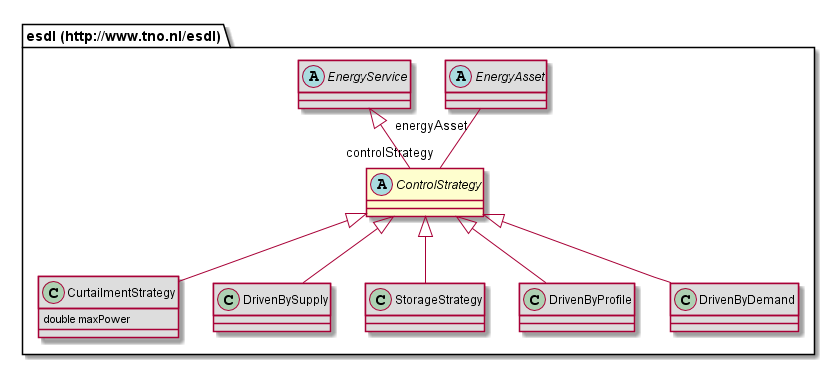 esdl (http://www.tno.nl/esdl)
A EnergyService
A EnergyAsset
energyAsset
controlStrategy
A ControlStrategy
C CurtailmentStrategy
double maxPower
C DrivenBySupply
C StorageStrategy
C DrivenByProfile
C DrivenByDemand